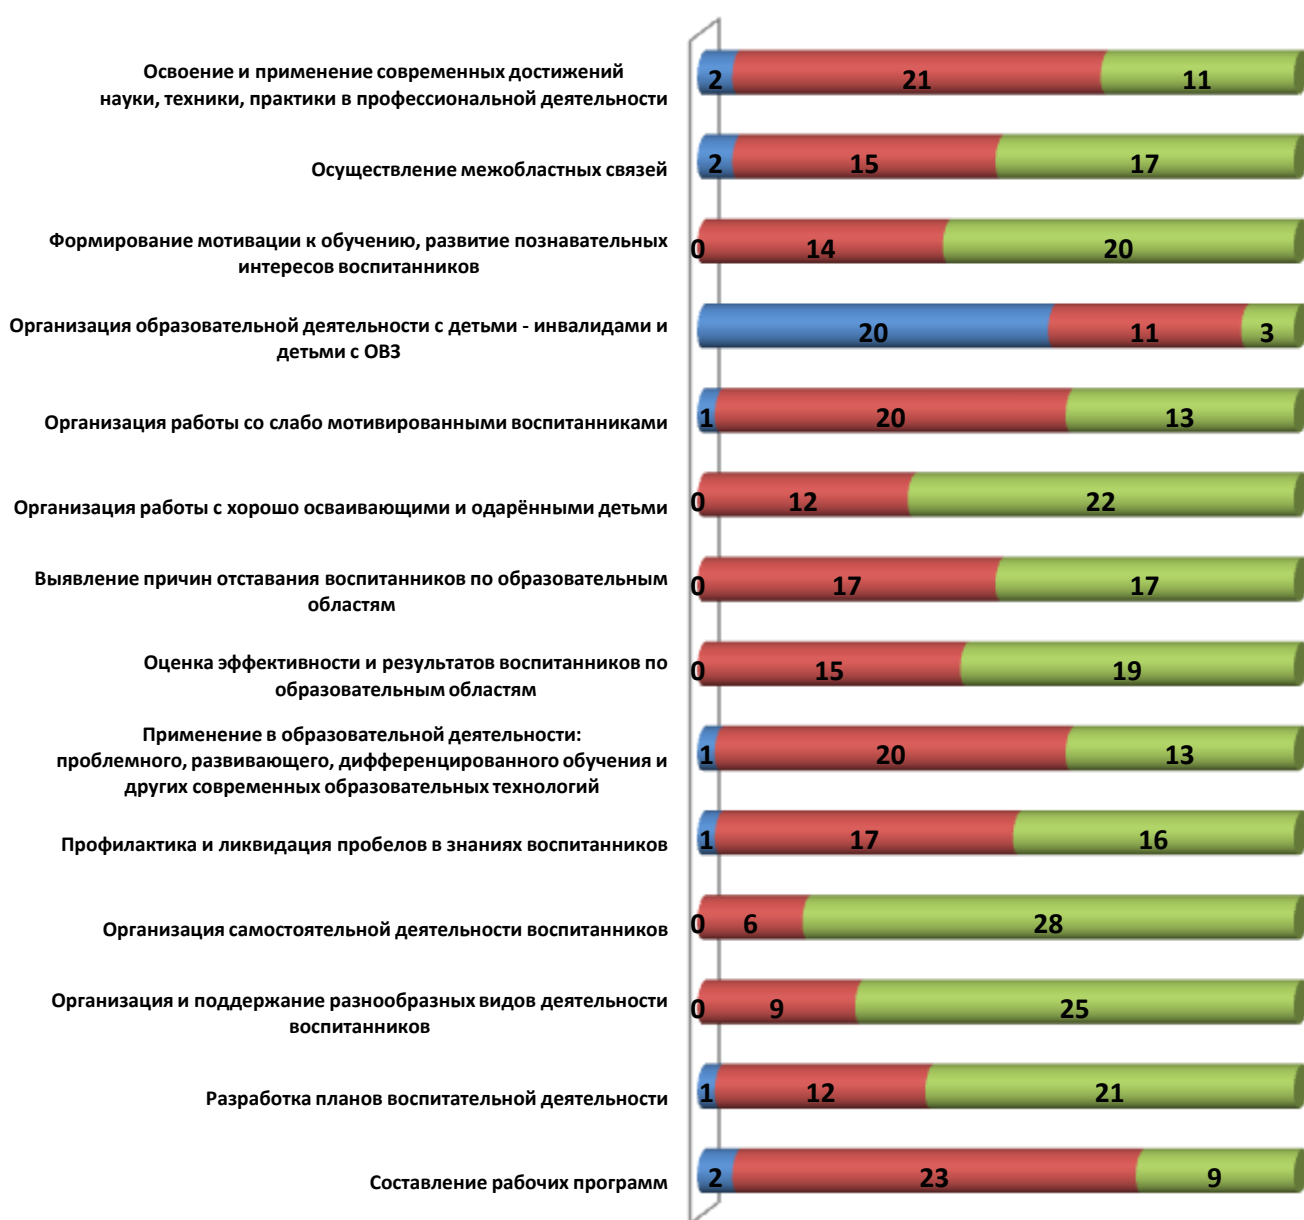 Освоение и применение современных достижений
науки, техники, практики в профессиональной деятельности
2 21 11
Осуществление межобластных связей
2 15 17
Формирование мотивации к обучению, развитие познавательных
интересов воспитанников
0 14 20
Организация образовательной деятельности с детьми - инвалидами и
детьми с ОВЗ
20 11 3
Организация работы со слабо мотивированными воспитанниками
1 20 13
Организация работы с хорошо осваивающими и одарёнными детьми
0 12 22
Выявление причин отставания воспитанников по образовательным
областям
0 17 17
Оценка эффективности и результатов воспитанников по
образовательным областям
0 15 19
Применение в образовательной деятельности:
проблемного, развивающего, дифференцированного обучения и
других современных образовательных технологий
1 20 13
Профилактика и ликвидация пробелов в знаниях воспитанников
1 17 16
Организация самостоятельной деятельности воспитанников
0 6 28
Организация и поддержание разнообразных видов деятельности
воспитанников
0 9 25
Разработка планов воспитательной деятельности
1 12 21
Составление рабочих программ
2 23 9